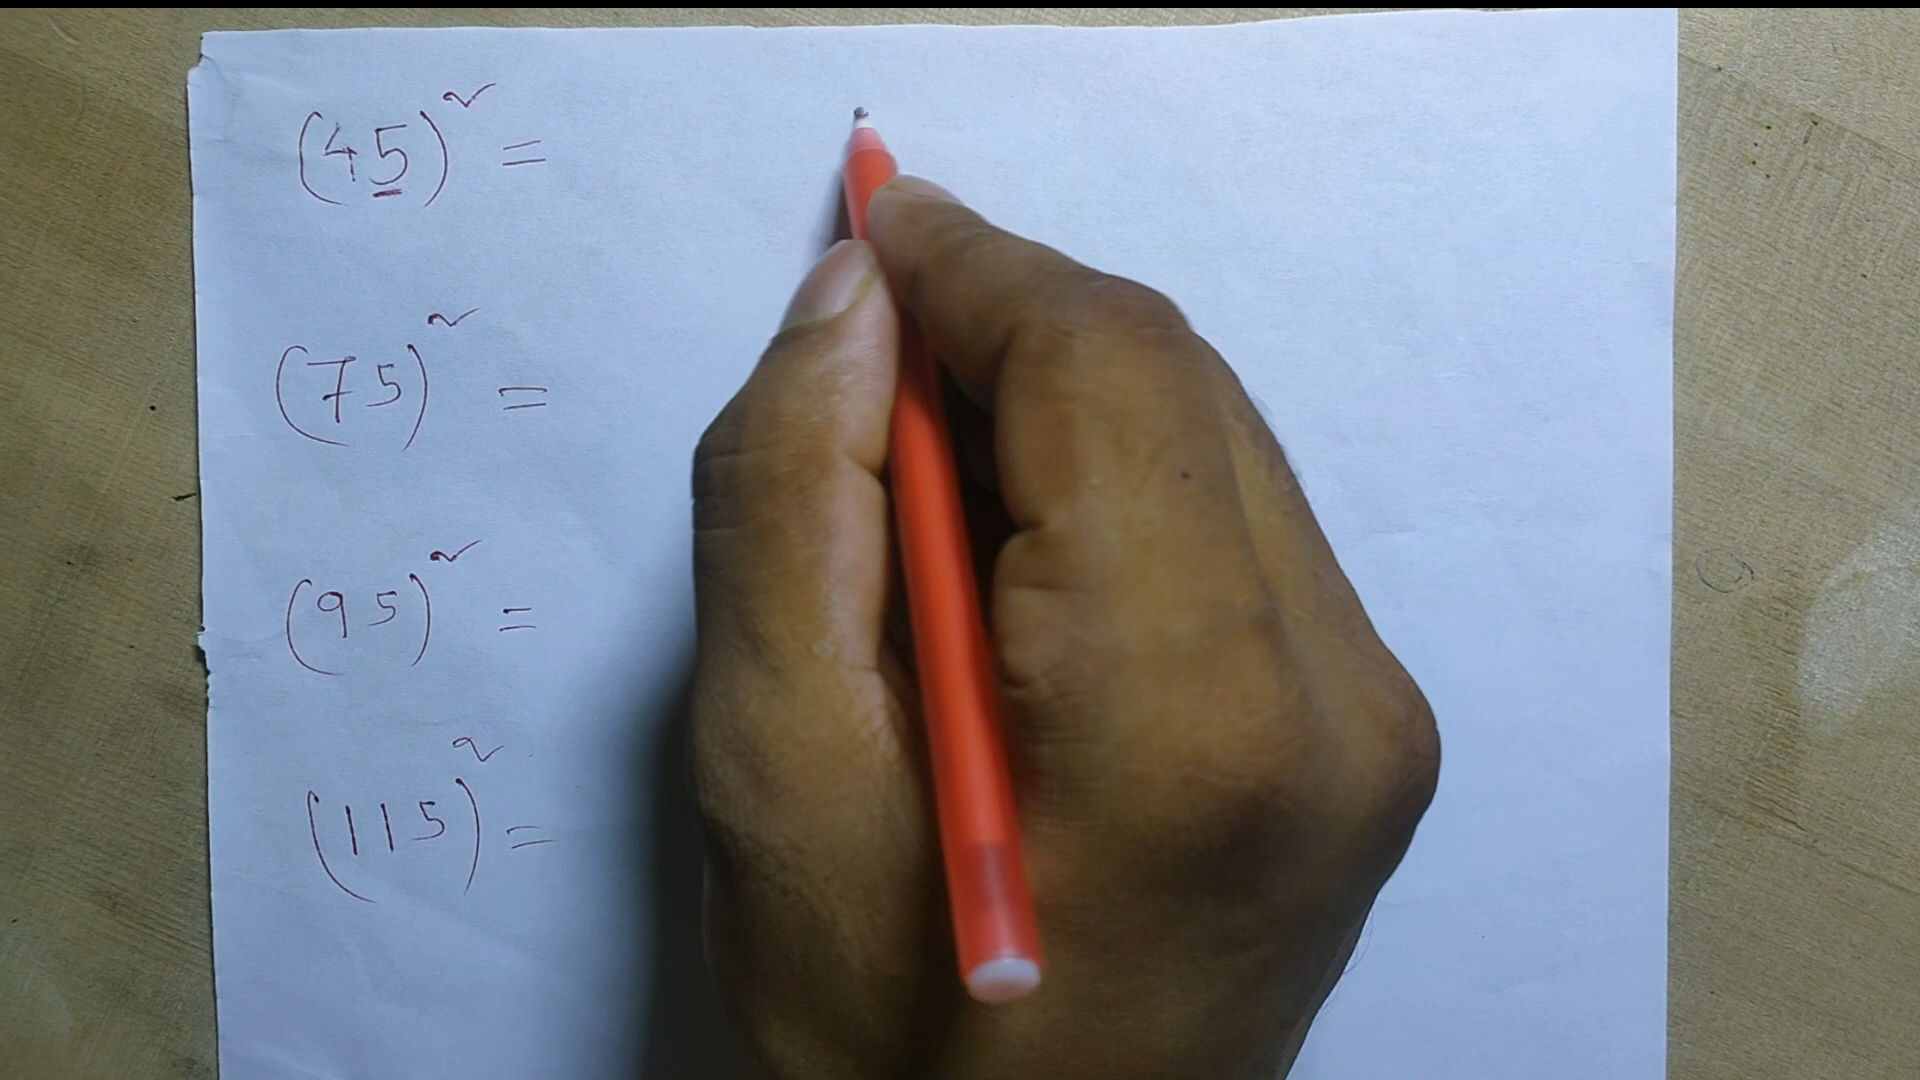 (45)² =
(75)² =
(95)² =
(115)² =